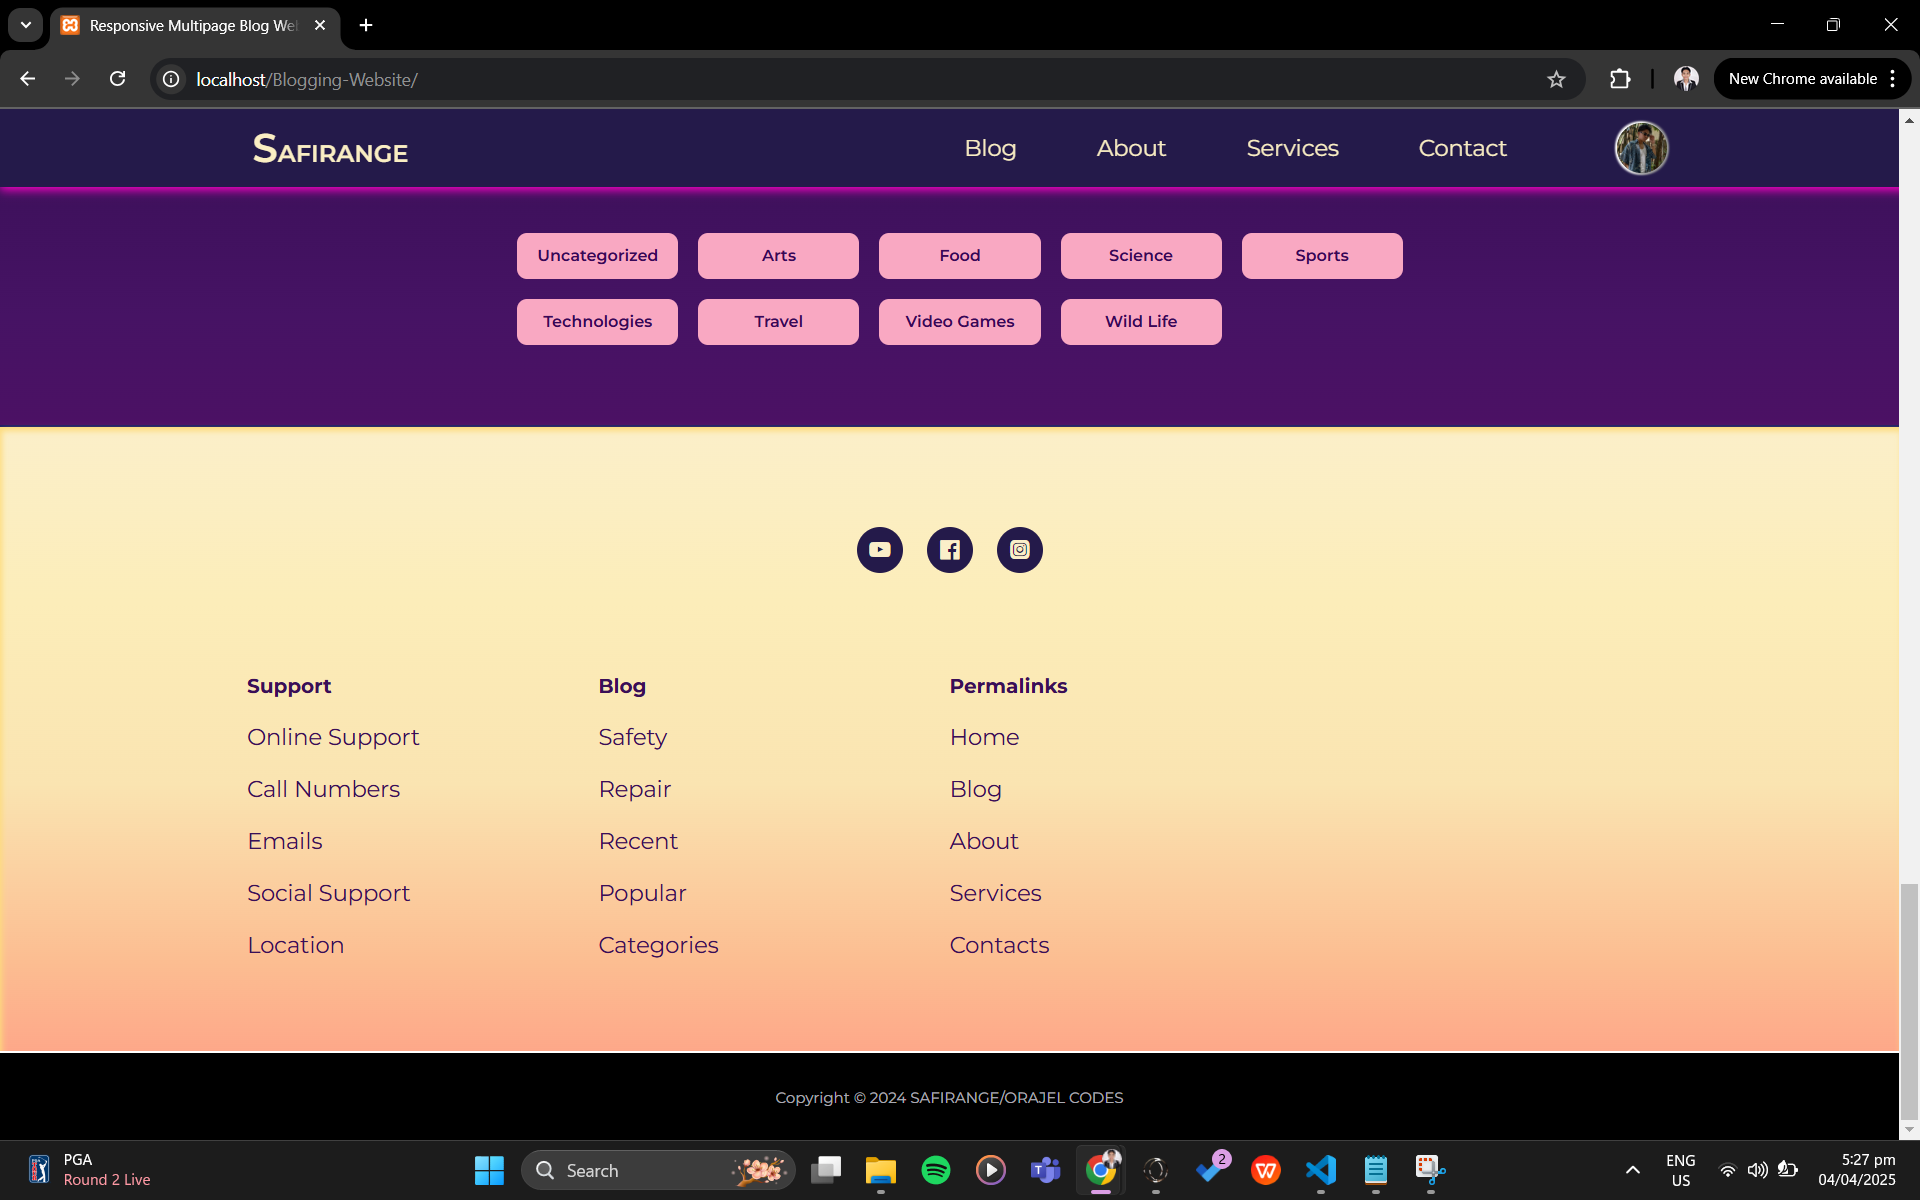 Responsive Multipage Blog We
localhost/Blogging-Website/
New Chrome available
SAFIRANGE
Blog
About
Services
Contact
Uncategorized
Arts
Food
Science
Sports
Technologies
Travel
Video Games
Wild Life
Support
Online Support
Call Numbers
Emails
Social Support
Location
Blog
Safety
Repair
Recent
Popular
Categories
Permalinks
Home
Blog
About
Services
Contacts
Copyright © 2024 SAFIRANGE/ORAJEL CODES
PGA
Round 2 Live
Search
2
ENG
US
5:27 pm
04/04/2025